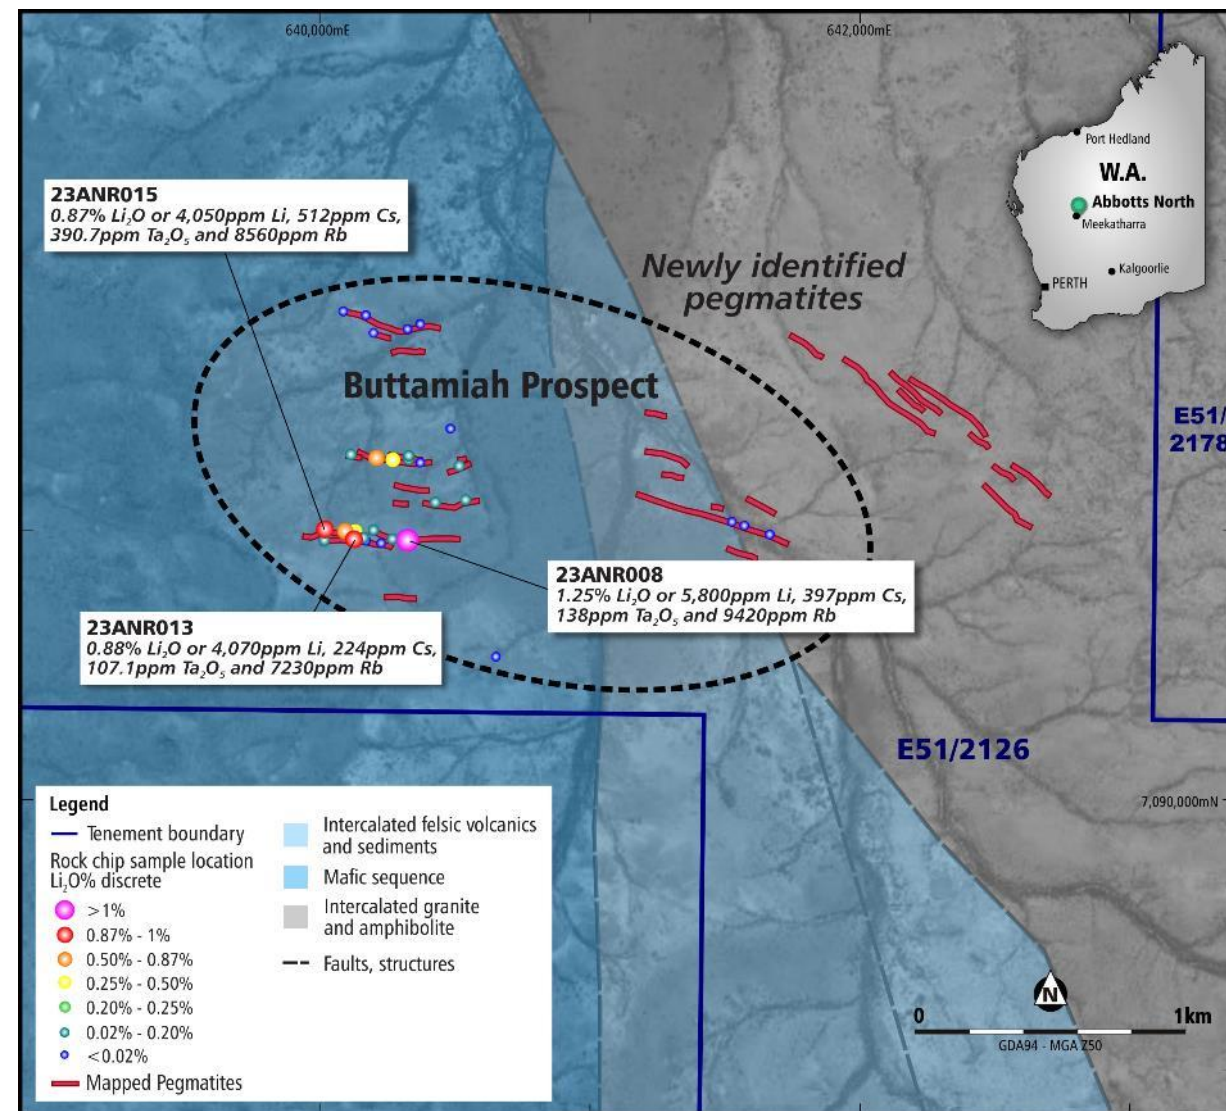 640,000mE
642,000mE
Port Hedland
W.A.
Abbotts North
Meekatharra
Kalgoorlie
PERTH
23ANR015
0.87% Li₂O or 4,050ppm Li, 512ppm Cs,
390.7ppm Ta₂O₅ and 8560ppm Rb
Newly identified
pegmatites
Buttamiah Prospect
E51/
2178
23ANR008
1.25% Li₂O or 5,800ppm Li, 397ppm Cs,
138ppm Ta₂O₅ and 9420ppm Rb
23ANR013
0.88% Li₂O or 4,070ppm Li, 224ppm Cs,
107.1ppm Ta₂O₅ and 7230ppm Rb
E51/2126
7,090,000mN
Legend
Tenement boundary
Rock chip sample location
Li₂O% discrete
>1%
0.87% - 1%
0.50% - 0.87%
0.25% - 0.50%
0.20% - 0.25%
0.02% - 0.20%
<0.02%
Mapped Pegmatites
Intercalated felsic volcanics
and sediments
Mafic sequence
Intercalated granite
and amphibolite
Faults, structures
N
0 1km
GDA94 - MGA Z50